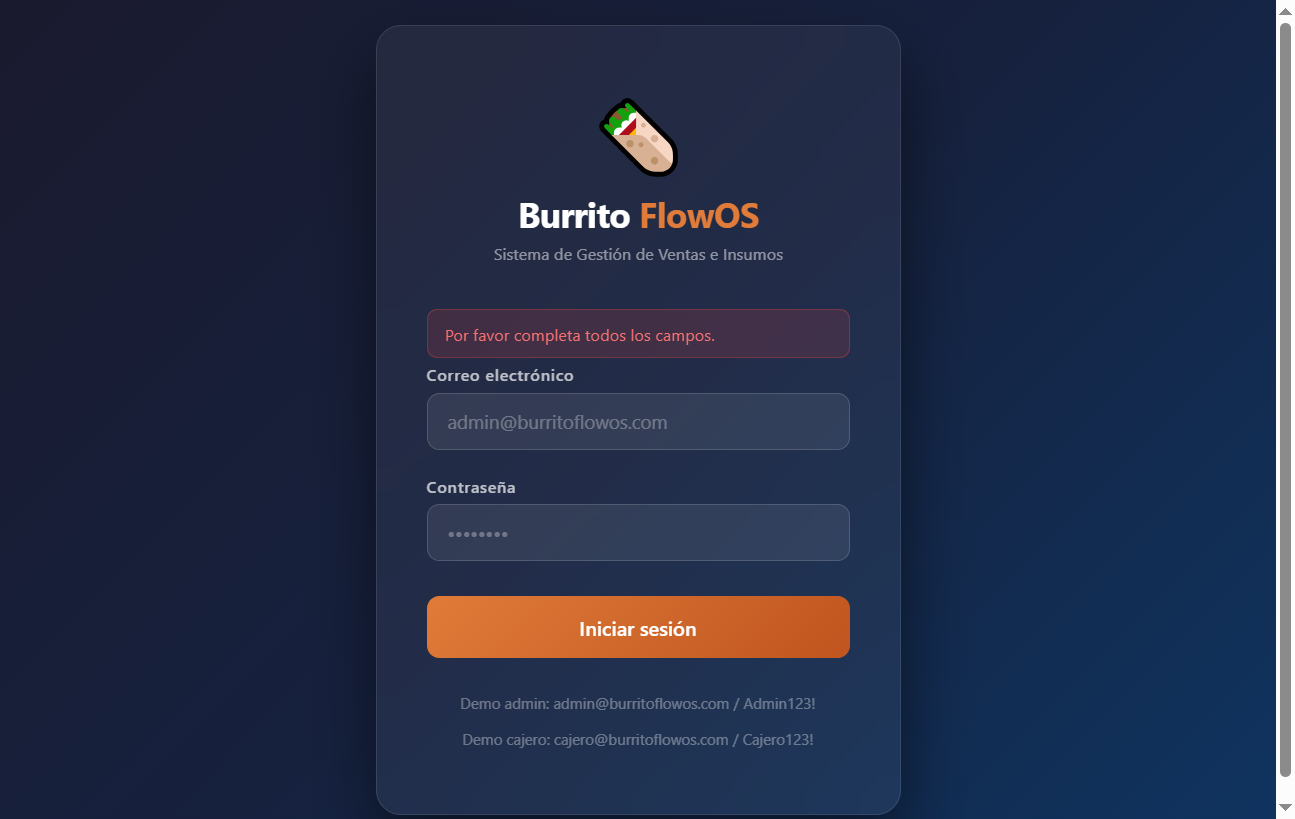 Burrito FlowOS
Sistema de Gestión de Ventas e Insumos
Por favor completa todos los campos.
Correo electrónico
admin@burritoflowos.com
Contraseña
••••••••
Iniciar sesión
Demo admin: admin@burritoflowos.com / Admin123!
Demo cajero: cajero@burritoflowos.com / Cajero123!